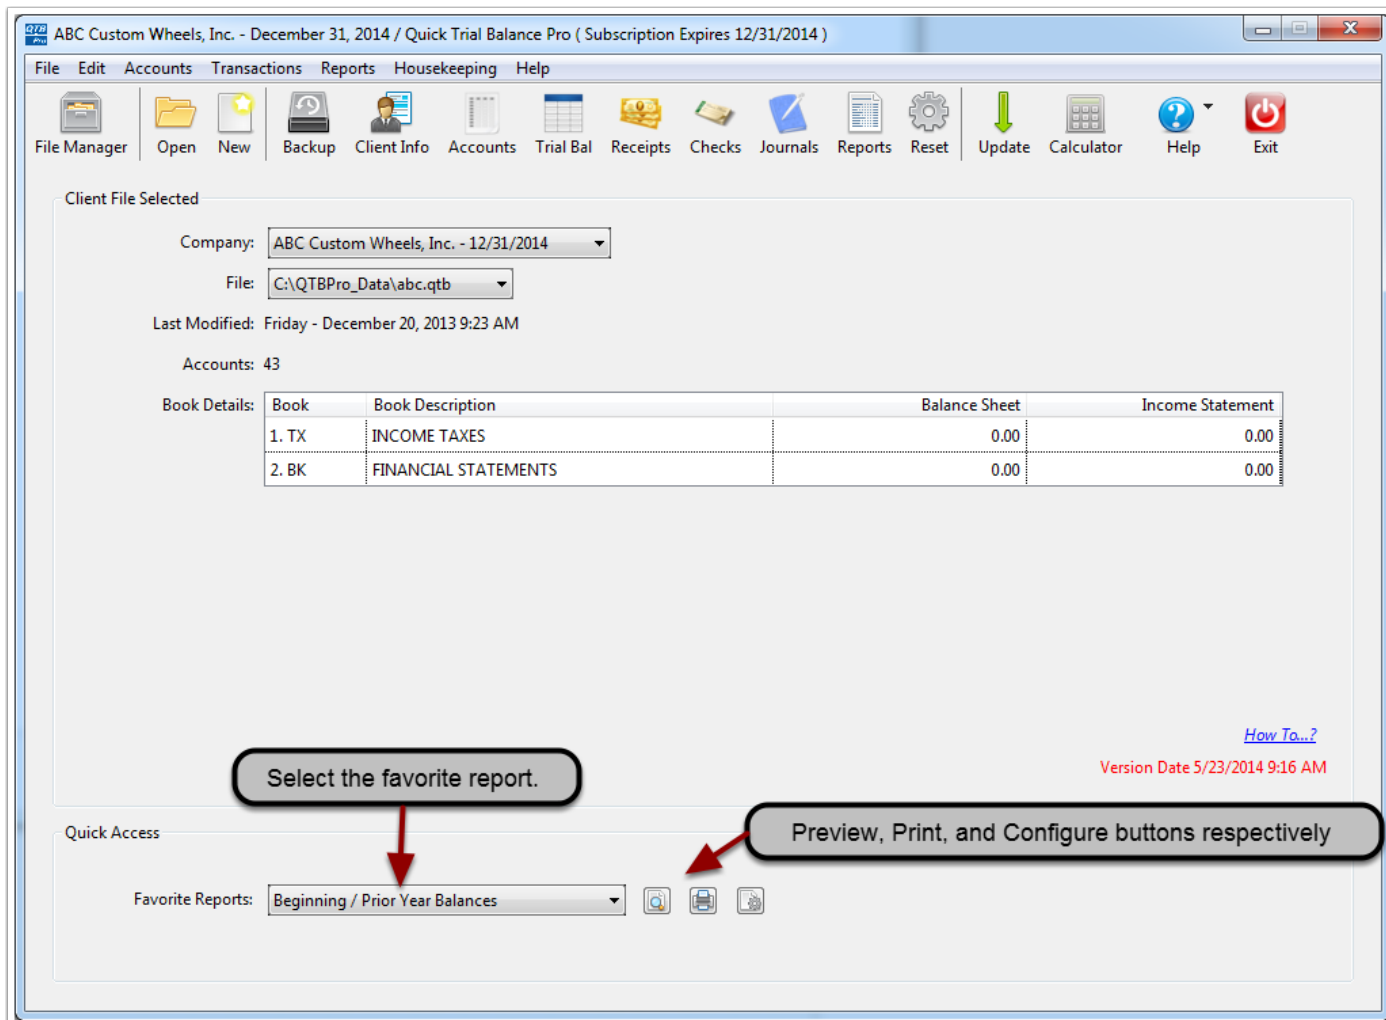 QTB Pro ABC Custom Wheels, Inc. - December 31, 2014 / Quick Trial Balance Pro ( Subscription Expires 12/31/2014 )
File Edit Accounts Transactions Reports Housekeeping Help
File Manager Open New Backup Client Info Accounts Trial Bal Receipts Checks Journals Reports Reset Update Calculator Help Exit
Client File Selected
Company: ABC Custom Wheels, Inc. - 12/31/2014
File: C:\QTBPro_Data\abc.qtb
Last Modified: Friday - December 20, 2013 9:23 AM
Accounts: 43
Book Details: Book Book Description Balance Sheet Income Statement
1. TX INCOME TAXES 0.00 0.00
2. BK FINANCIAL STATEMENTS 0.00 0.00
How To...?
Version Date 5/23/2014 9:16 AM
Select the favorite report.
Quick Access
Preview, Print, and Configure buttons respectively
Favorite Reports: Beginning / Prior Year Balances